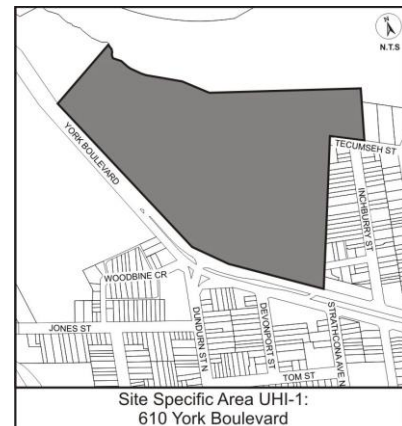 N
N.T.S
YORK BOULEVARD
TECUMSEH ST
INCHBURRY ST
WOODBINE CR
JONES ST
DUNDURN ST N
DEVONPORT ST
STRATHCONA AVE N
TOM ST
Site Specific Area UHI-1:
610 York Boulevard